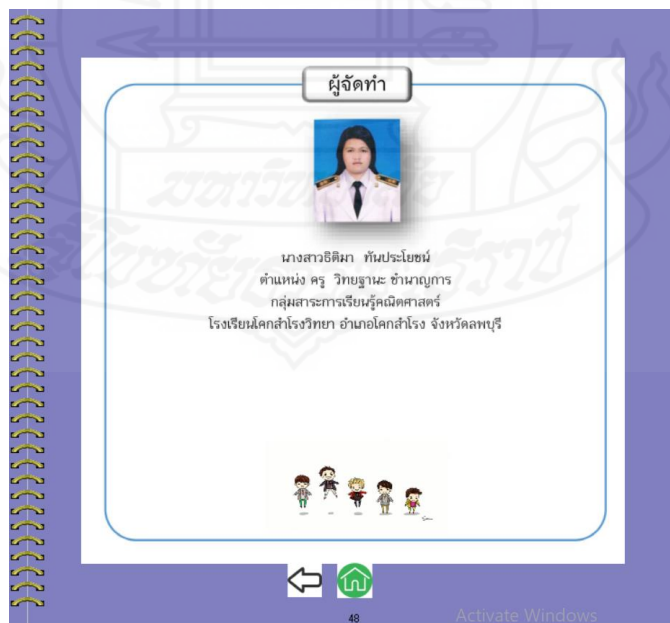 ผู้จัดทำ
นางสาวธิติมา ทันประโยชน์
ตำแหน่ง ครู วิทยฐานะ ชำนาญการ
กลุ่มสาระการเรียนรู้คณิตศาสตร์
โรงเรียนโคกสำโรงวิทยา อำเภอโคกสำโรง จังหวัดลพบุรี
48
Activate Windows